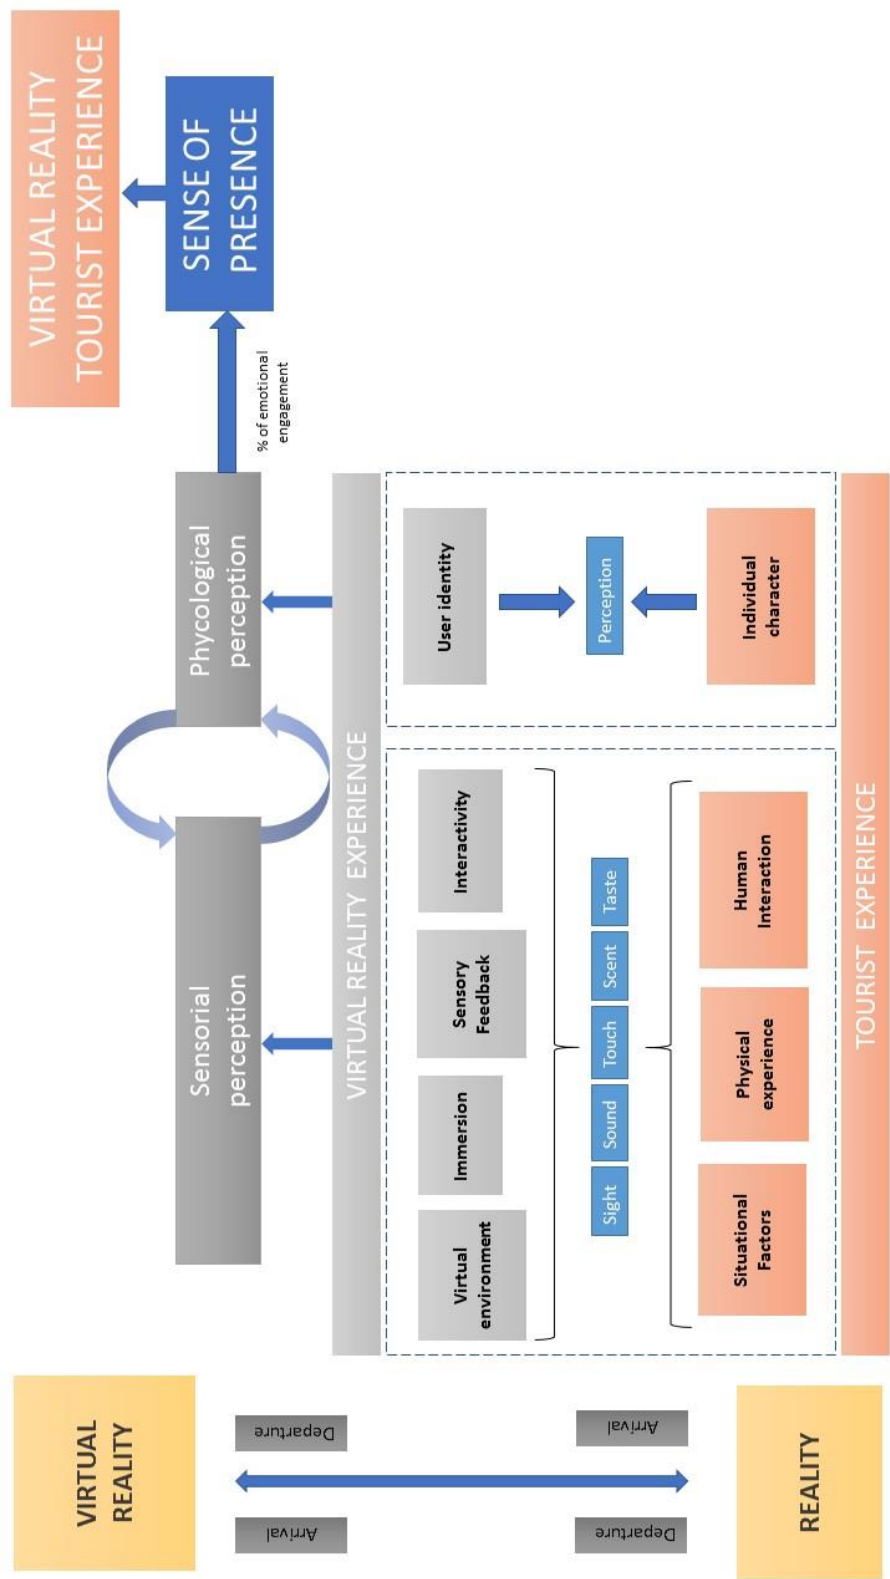 VIRTUAL
REALITY
Arrival
Departure
Departure
Arrival
REALITY
Sensorial
perception
Phycological
perception
% of emotional
engagement
SENSE OF
PRESENCE
VIRTUAL REALITY
TOURIST EXPERIENCE
VIRTUAL REALITY EXPERIENCE
Virtual
environment
Immersion
Sensory
Feedback
Interactivity
User identity
Sight
Sound
Touch
Scent
Taste
Perception
Situational
Factors
Physical
experience
Human
Interaction
Individual
character
TOURIST EXPERIENCE